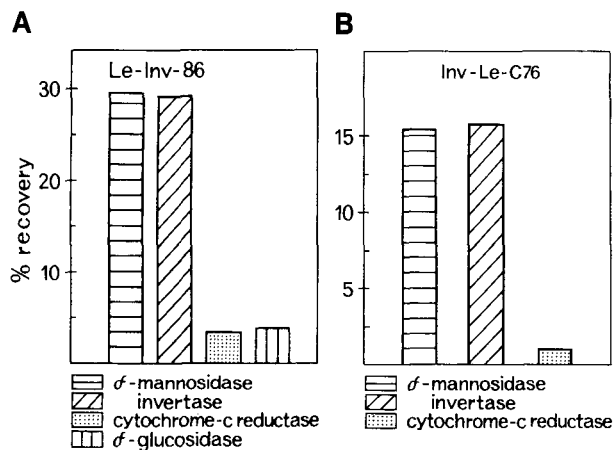 A
Le-Inv-86
% recovery
30
20
10
α-mannosidase
invertase
cytochrome-c reductase
α-glucosidase
B
Inv-Le-C76
15
10
5
α-mannosidase
invertase
cytochrome-c reductase